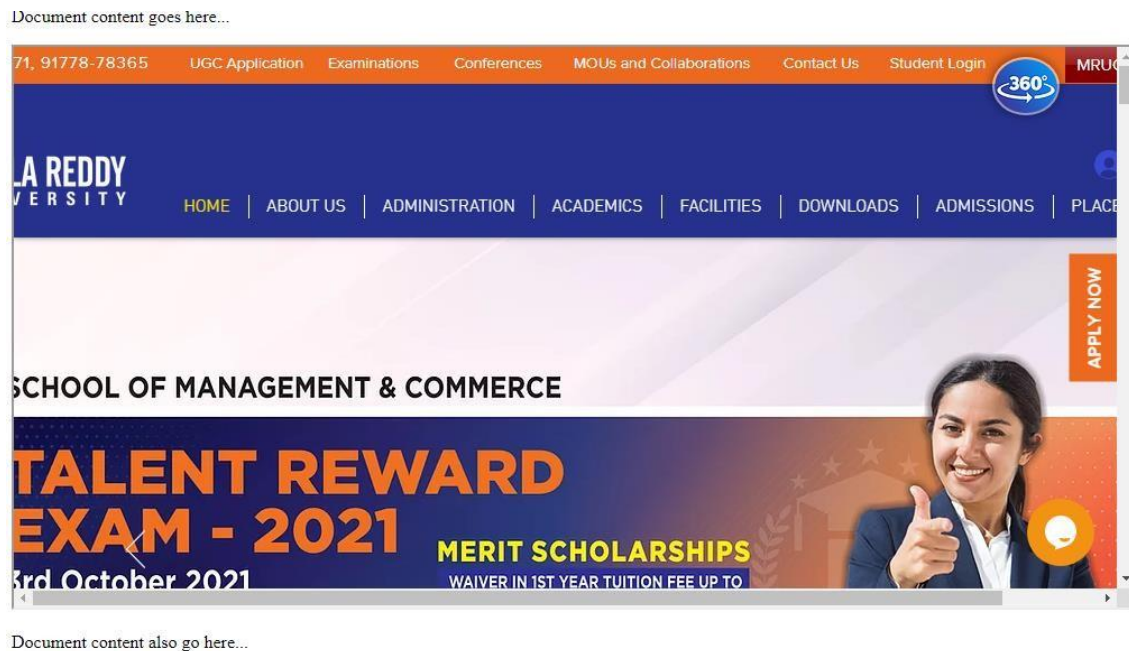 Document content goes here...
71, 91778-78365 UGC Application Examinations Conferences MOUs and Collaborations Contact Us Student Login 360° MRUC
LA REDDY
VERSITY
HOME ABOUT US ADMINISTRATION ACADEMICS FACILITIES DOWNLOADS ADMISSIONS PLACE
APPLY NOW
SCHOOL OF MANAGEMENT & COMMERCE
TALENT REWARD
EXAM - 2021
MERIT SCHOLARSHIPS
3rd October 2021
WAIVER IN 1ST YEAR TUITION FEE UP TO
Document content also go here...